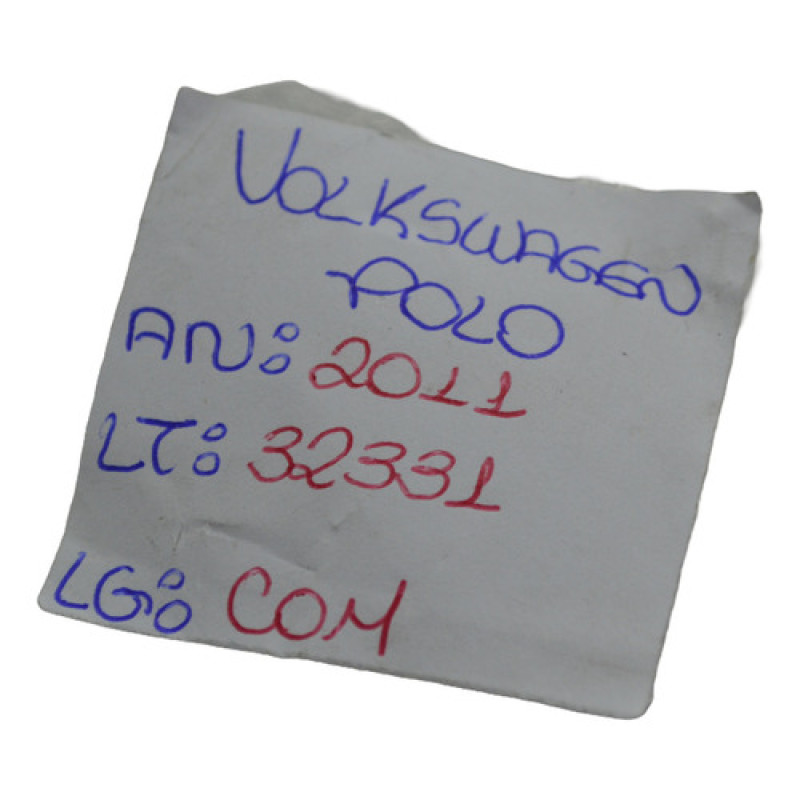 VOLKSWAGEN
POLO
AN: 2011
LT: 32331
LG: COM